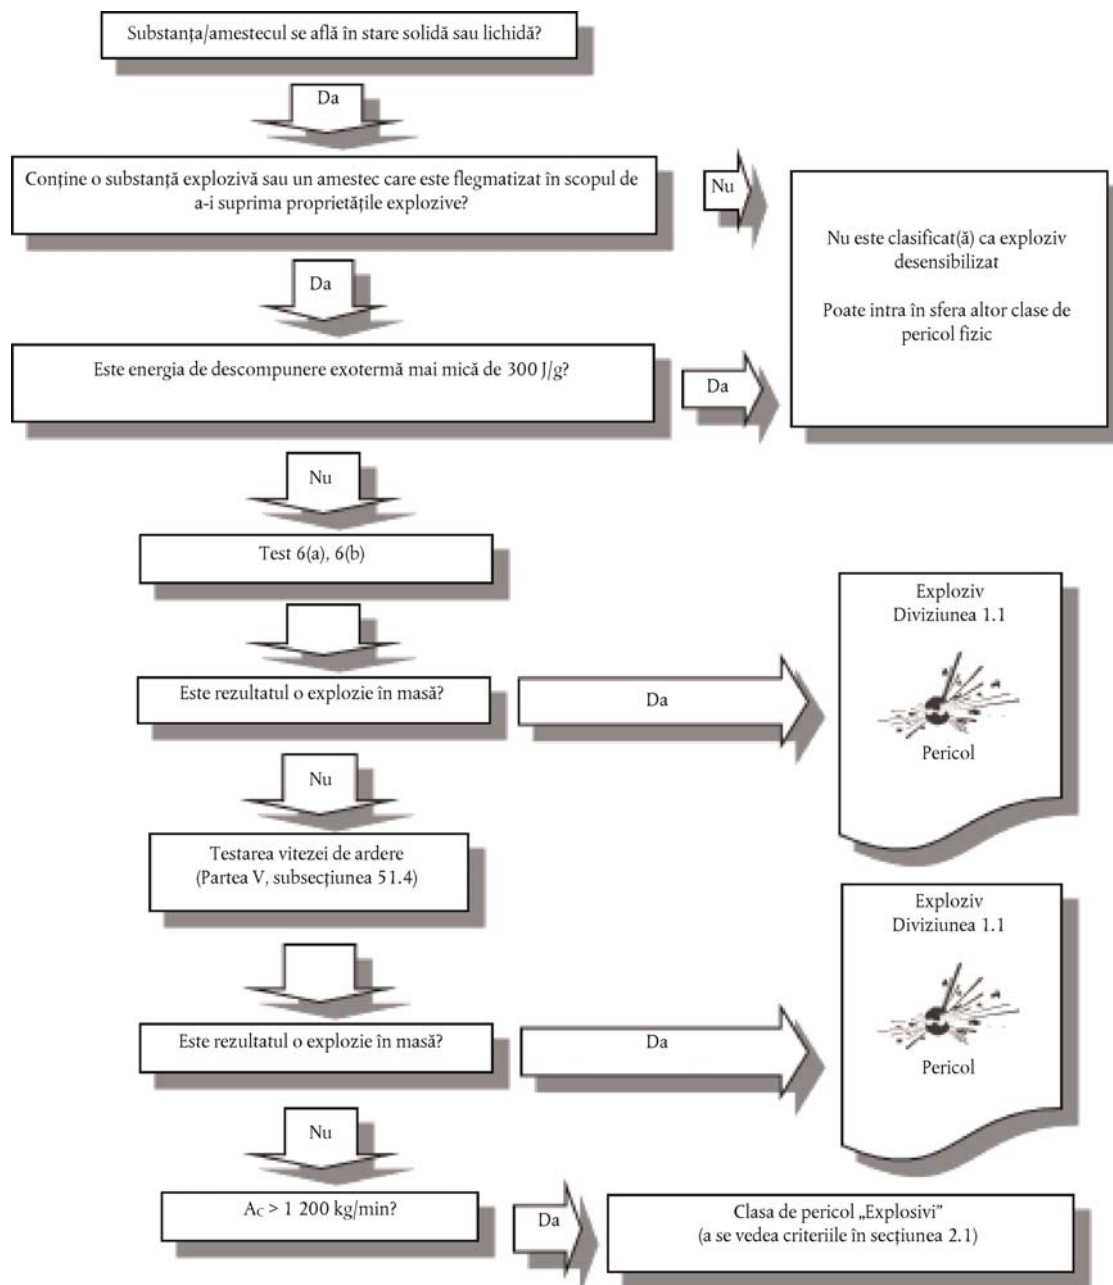 Substanța/amestecul se află în stare solidă sau lichidă?
Da
Conține o substanță explozivă sau un amestec care este flegmatizat în scopul de
a-i suprima proprietățile explozive?
Nu
Nu este clasificat(ă) ca exploziv
desensibilizat
Poate intra în sfera altor clase de
pericol fizic
Da
Este energia de descompunere exotermă mai mică de 300 J/g?
Da
Nu
Test 6(a), 6(b)
Este rezultatul o explozie în masă?
Da
Exploziv
Diviziunea 1.1
Pericol
Nu
Testarea vitezei de ardere
(Partea V, subsecțiunea 51.4)
Este rezultatul o explozie în masă?
Da
Exploziv
Diviziunea 1.1
Pericol
Nu
AC > 1 200 kg/min?
Da
Clasa de pericol „Explosivi”
(a se vedea criteriile în secțiunea 2.1)